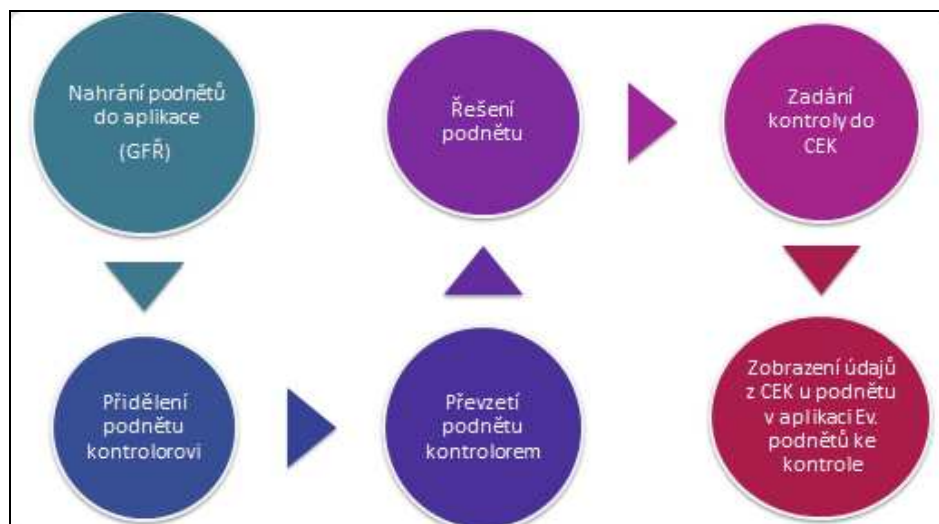 Nahrání podnětů
do aplikace
(GFŘ)
Přidělení
podnětu
kontrolorovi
Převzetí
podnětu
kontrolorem
Řešení
podnětu
Zadání
kontroly do
CEK
Zobrazení údajů
z CEK u podnětu
v aplikaci Ev.
podnětů ke
kontrole